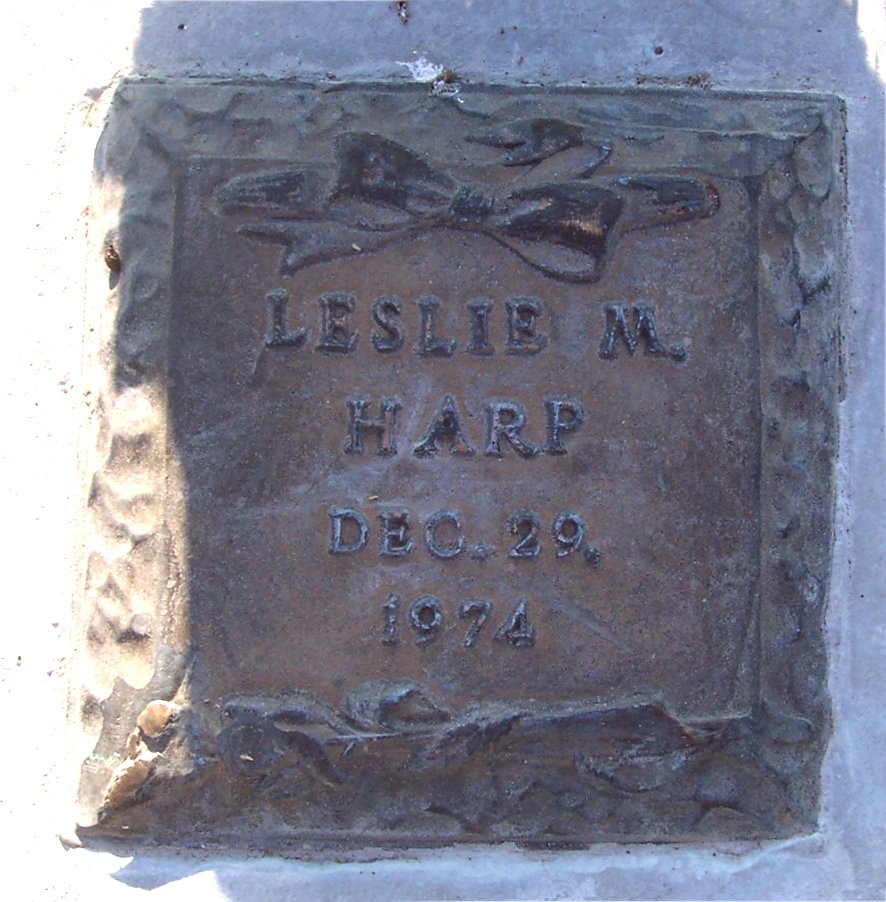 LESLIE M.
HARP
DEC. 29.
1974